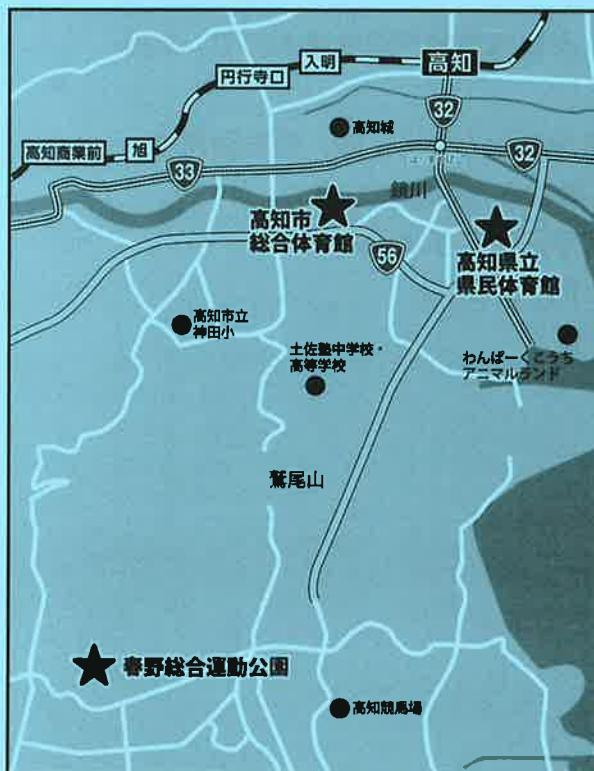 高知
入明
円行寺口
旭
高知商業前
32
高知城
33
32
鏡川
高知市
総合体育館
56
高知県立
県民体育館
高知市立
神田小
土佐塾中学校・
高等学校
わんぱーくこうち
アニマルランド
鷲尾山
春野総合運動公園
高知競馬場